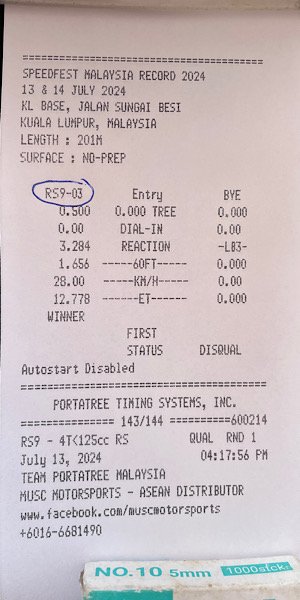 SPEEDFEST MALAYSIA RECORD 2024
13 & 14 JULY 2024
KL BASE, JALAN SUNGAI BESI
KUALA LUMPUR, MALAYSIA
LENGTH : 201M
SURFACE : NO-PREP
RS9-03 Entry BYE
0.500 0.000 TREE 0.000
0.00 DIAL-IN 0.00
3.284 REACTION -LB3-
1.656 -----60FT----- 0.000
28.00 -----KM/H----- 0.00
12.778 ------ET------ 0.000
WINNER
FIRST
STATUS DISQUAL
Autostart Disabled
PORTATREE TIMING SYSTEMS, INC.
============ 143/144 ==========600214
RS9 - 4T<125cc RS QUAL RND 1
July 13, 2024 04:17:56 PM
TEAM PORTATREE MALAYSIA
MUSC MOTORSPORTS - ASEAN DISTRIBUTOR
www.facebook.com/muscmotorsports
+6016-6681490
NO.10 5mm 1000stck.